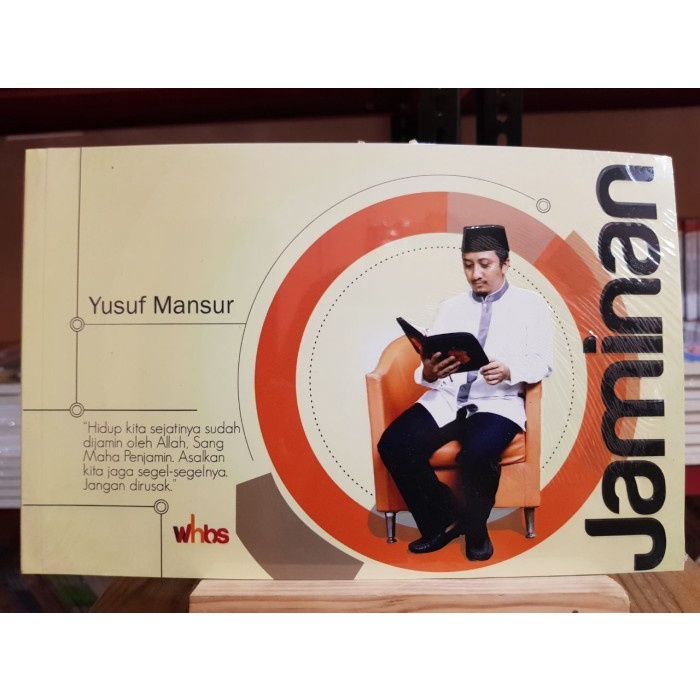 Yusuf Mansur
"Hidup kita sejatinya sudah
dijamin oleh Allah, Sang
Maha Penjamin. Asalkan
kita jaga segel-segelnya.
Jangan dirusak."
whbs
Jaminan